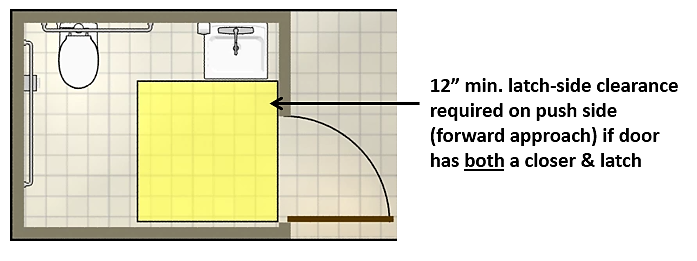 12” min. latch-side clearance
required on push side
(forward approach) if door
has both a closer & latch